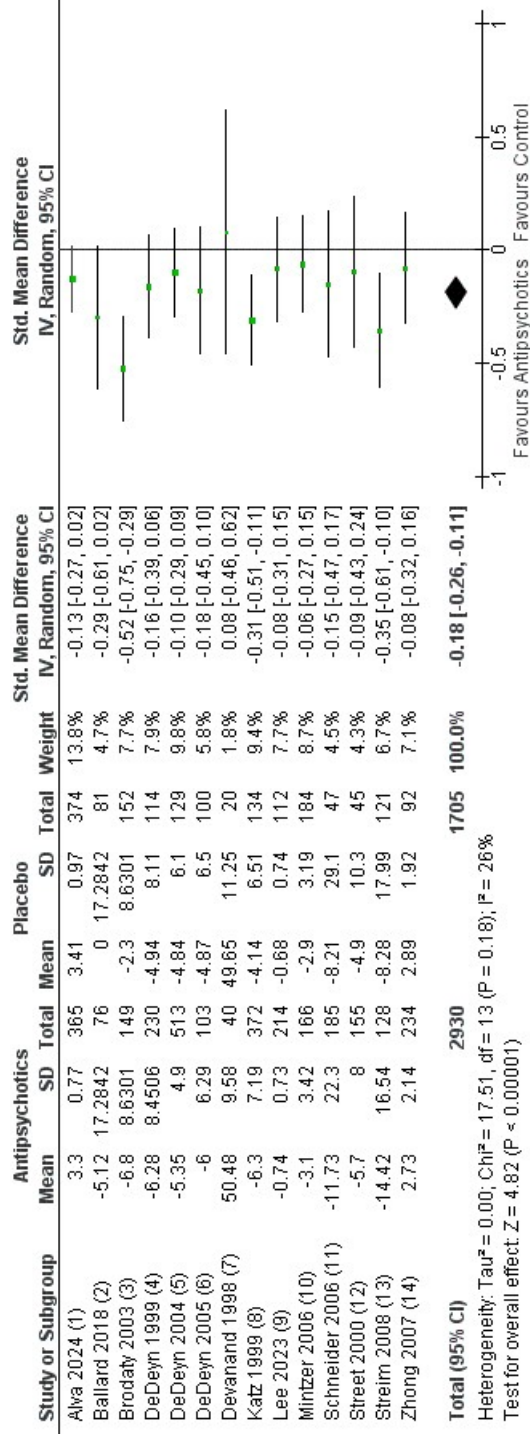 Antipsychotics Placebo Std. Mean Difference Std. Mean Difference
Study or Subgroup Mean SD Total Mean SD Total Weight IV, Random, 95% CI IV, Random, 95% CI
Alva 2024 (1) 3.3 0.77 365 3.41 0.97 374 13.8% -0.13 [-0.27, 0.02]
Ballard 2018 (2) -5.12 17.2842 76 0 17.2842 81 4.7% -0.29 [-0.61, 0.02]
Brodaty 2003 (3) -6.8 8.6301 149 -2.3 8.6301 152 7.7% -0.52 [-0.75, -0.29]
DeDeyn 1999 (4) -6.28 8.4506 230 -4.94 8.11 114 7.9% -0.16 [-0.39, 0.06]
DeDeyn 2004 (5) -5.35 4.9 513 -4.84 6.1 129 9.8% -0.10 [-0.29, 0.09]
DeDeyn 2005 (6) -6 6.29 103 -4.87 6.5 100 5.8% -0.18 [-0.45, 0.10]
Devanand 1998 (7) 50.48 9.58 40 49.65 11.25 20 1.8% 0.08 [-0.46, 0.62]
Katz 1999 (8) -6.3 7.19 372 -4.14 6.51 134 9.4% -0.31 [-0.51, -0.11]
Lee 2023 (9) -0.74 0.73 214 -0.68 0.74 112 7.7% -0.08 [-0.31, 0.15]
Mintzer 2006 (10) -3.1 3.42 166 -2.9 3.19 184 8.7% -0.06 [-0.27, 0.15]
Schneider 2006 (11) -11.73 22.3 185 -8.21 29.1 47 4.5% -0.15 [-0.47, 0.17]
Street 2000 (12) -5.7 8 155 -4.9 10.3 45 4.3% -0.09 [-0.43, 0.24]
Streim 2008 (13) -14.42 16.54 128 -8.28 17.99 121 6.7% -0.35 [-0.61, -0.10]
Zhong 2007 (14) 2.73 2.14 234 2.89 1.92 92 7.1% -0.08 [-0.32, 0.16]
Total (95% CI) 2930 1705 100.0% -0.18 [-0.26, -0.11]
Heterogeneity: Tau² = 0.00; Chi² = 17.51, df = 13 (P = 0.18); I² = 26%
Test for overall effect: Z = 4.82 (P < 0.00001)
-1 -0.5 0 0.5 1
Favours Antipsychotics Favours Control